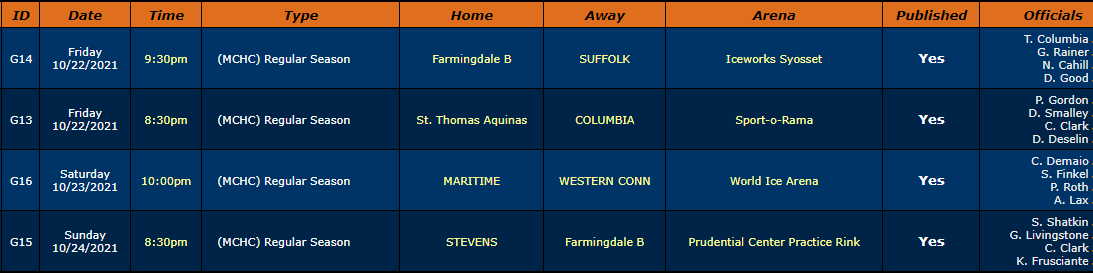 ID Date Time Type Home Away Arena Published Officials
G14 Friday 10/22/2021 9:30pm (MCHC) Regular Season Farmingdale B SUFFOLK Iceworks Syosset Yes T. Columbia G. Rainer N. Cahill D. Good
G13 Friday 10/22/2021 8:30pm (MCHC) Regular Season St. Thomas Aquinas COLUMBIA Sport-o-Rama Yes P. Gordon D. Smalley C. Clark D. Deselin
G16 Saturday 10/23/2021 10:00pm (MCHC) Regular Season MARITIME WESTERN CONN World Ice Arena Yes C. Demaio S. Finkel P. Roth A. Lax
G15 Sunday 10/24/2021 8:30pm (MCHC) Regular Season STEVENS Farmingdale B Prudential Center Practice Rink Yes S. Shatkin G. Livingstone C. Clark K. Frusciante